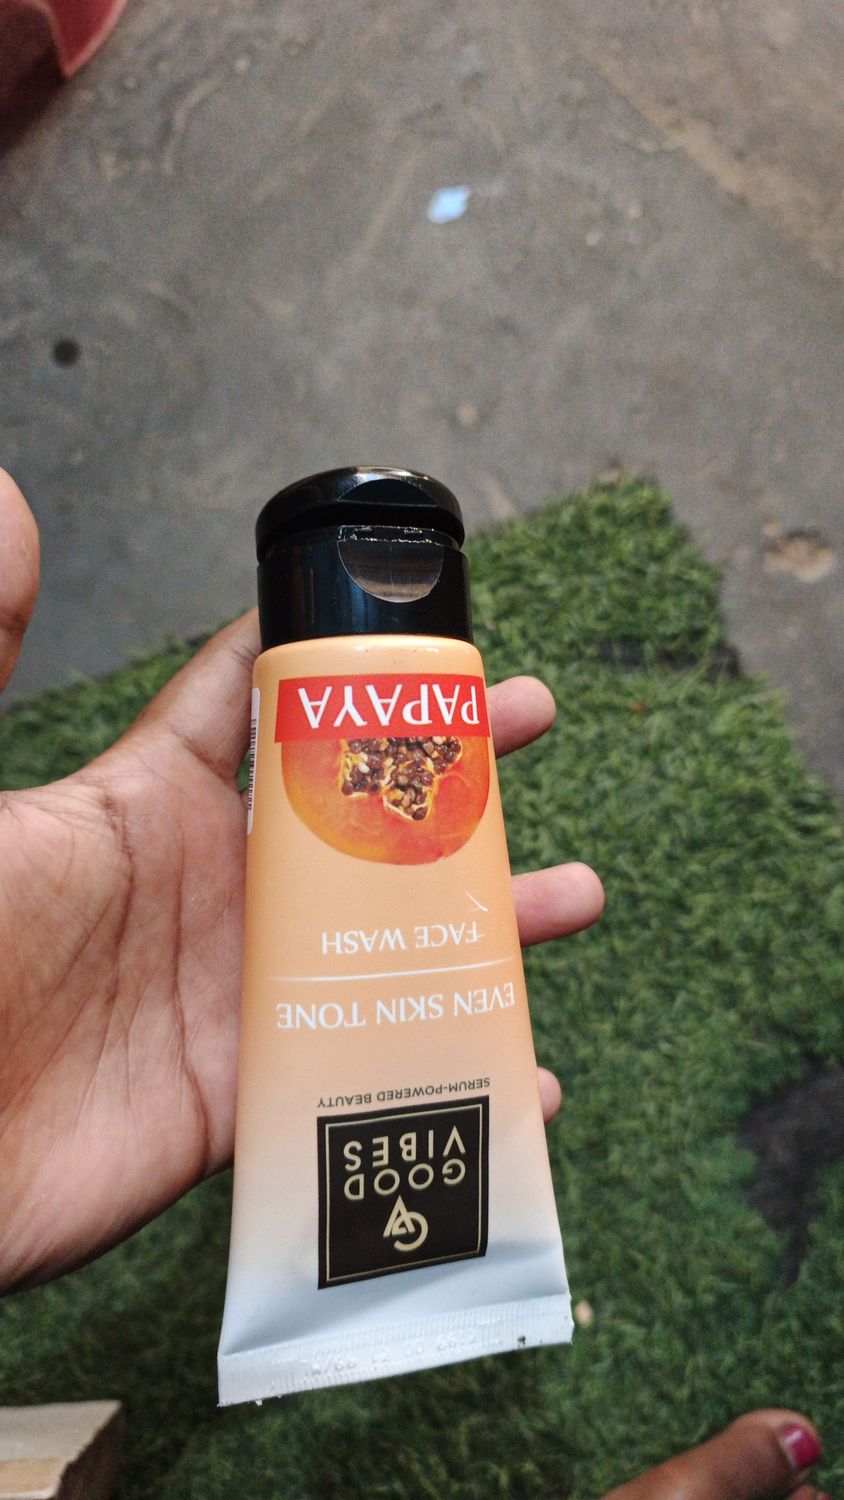 GOOD
VIBES
SERUM-POWERED BEAUTY
EVEN SKIN TONE
FACE WASH
PAPAYA